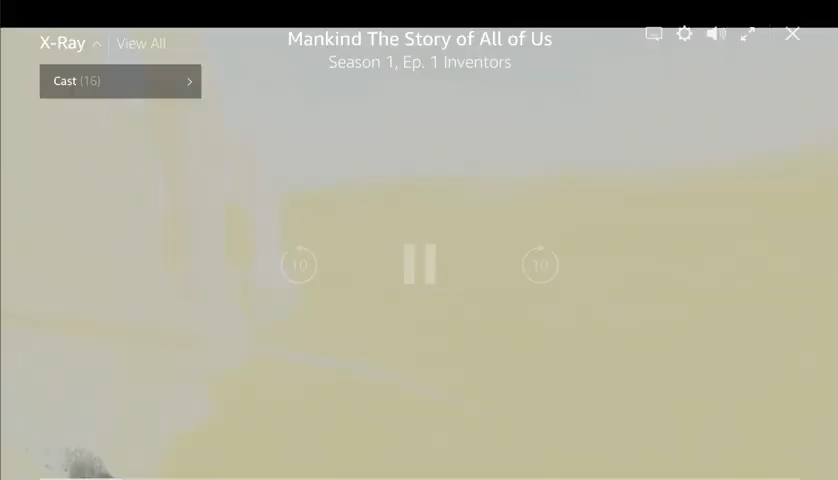 X-Ray View All
Mankind The Story of All of Us
Season 1, Ep. 1 Inventors
Cast (16)
10 10